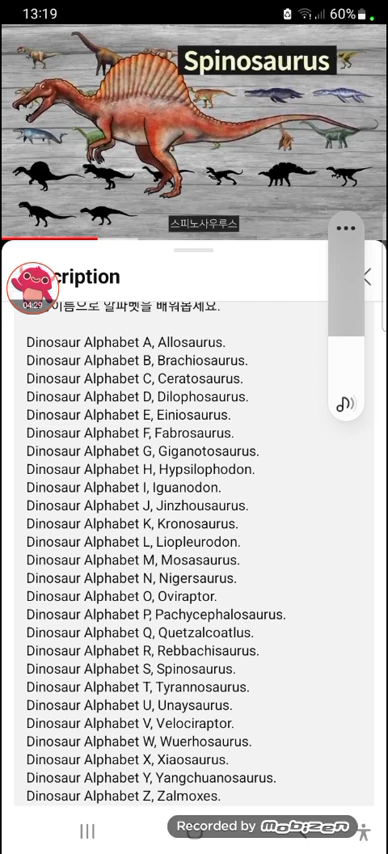 13:19
60%
Spinosaurus
스피노사우루스
04:29
cription
이름으로 알파벳을 배워봅세요.
Dinosaur Alphabet A, Allosaurus.
Dinosaur Alphabet B, Brachiosaurus.
Dinosaur Alphabet C, Ceratosaurus.
Dinosaur Alphabet D, Dilophosaurus.
Dinosaur Alphabet E, Einiosaurus.
Dinosaur Alphabet F, Fabrosaurus.
Dinosaur Alphabet G, Giganotosaurus.
Dinosaur Alphabet H, Hypsilophodon.
Dinosaur Alphabet I, Iguanodon.
Dinosaur Alphabet J, Jinzhousaurus.
Dinosaur Alphabet K, Kronosaurus.
Dinosaur Alphabet L, Liopleurodon.
Dinosaur Alphabet M, Mosasaurus.
Dinosaur Alphabet N, Nigersaurus.
Dinosaur Alphabet O, Oviraptor.
Dinosaur Alphabet P, Pachycephalosaurus.
Dinosaur Alphabet Q, Quetzalcoatlus.
Dinosaur Alphabet R, Rebbachisaurus.
Dinosaur Alphabet S, Spinosaurus.
Dinosaur Alphabet T, Tyrannosaurus.
Dinosaur Alphabet U, Unaysaurus.
Dinosaur Alphabet V, Velociraptor.
Dinosaur Alphabet W, Wuerhosaurus.
Dinosaur Alphabet X, Xiaosaurus.
Dinosaur Alphabet Y, Yangchuanosaurus.
Dinosaur Alphabet Z, Zalmoxes.
Recorded by Mobizen